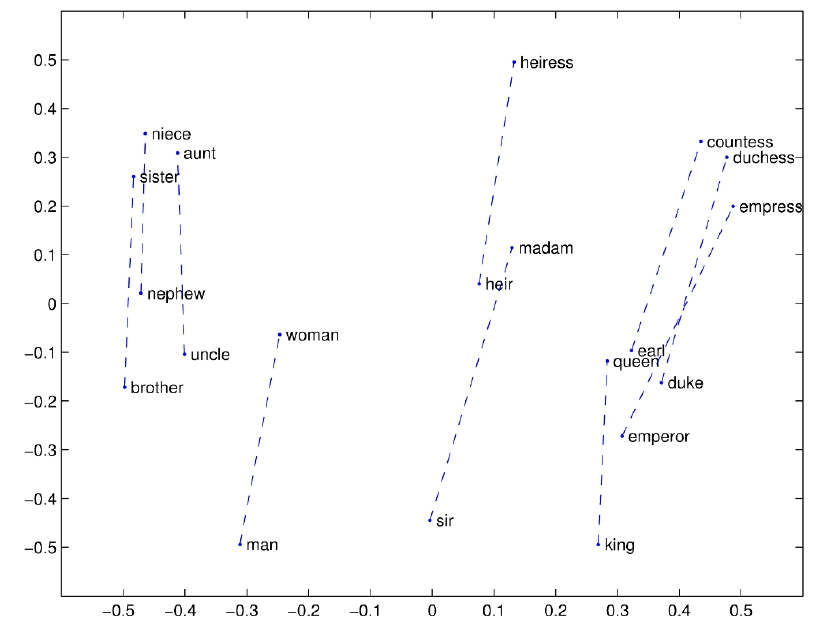 0.5
0.4
0.3
0.2
0.1
0
−0.1
−0.2
−0.3
−0.4
−0.5
heiress
niece
countess
aunt
duchess
sister
empress
madam
heir
nephew
woman
earl
uncle
queen
duke
brother
emperor
sir
man
king
−0.5 −0.4 −0.3 −0.2 −0.1 0 0.1 0.2 0.3 0.4 0.5